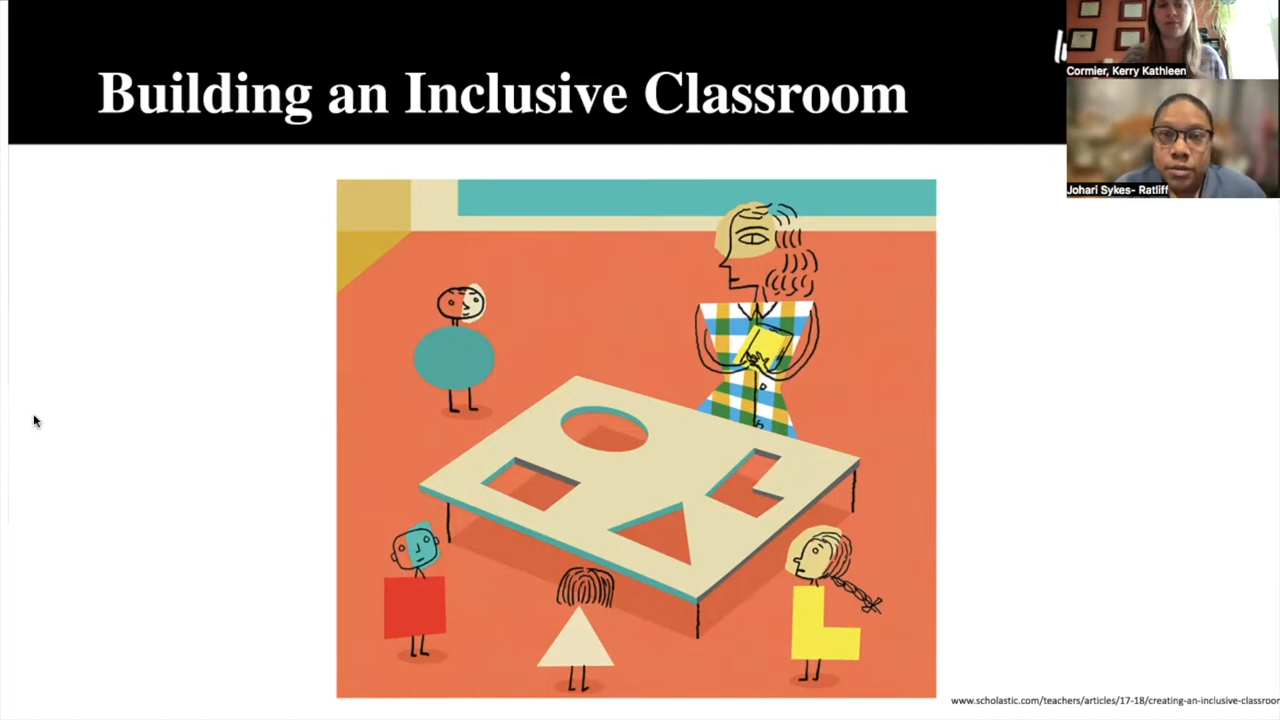 Building an Inclusive Classroom
Cormier, Kerry Kathleen
Johari Sykes- Ratliff
www.scholastic.com/teachers/articles/17-18/creating-an-inclusive-classroor